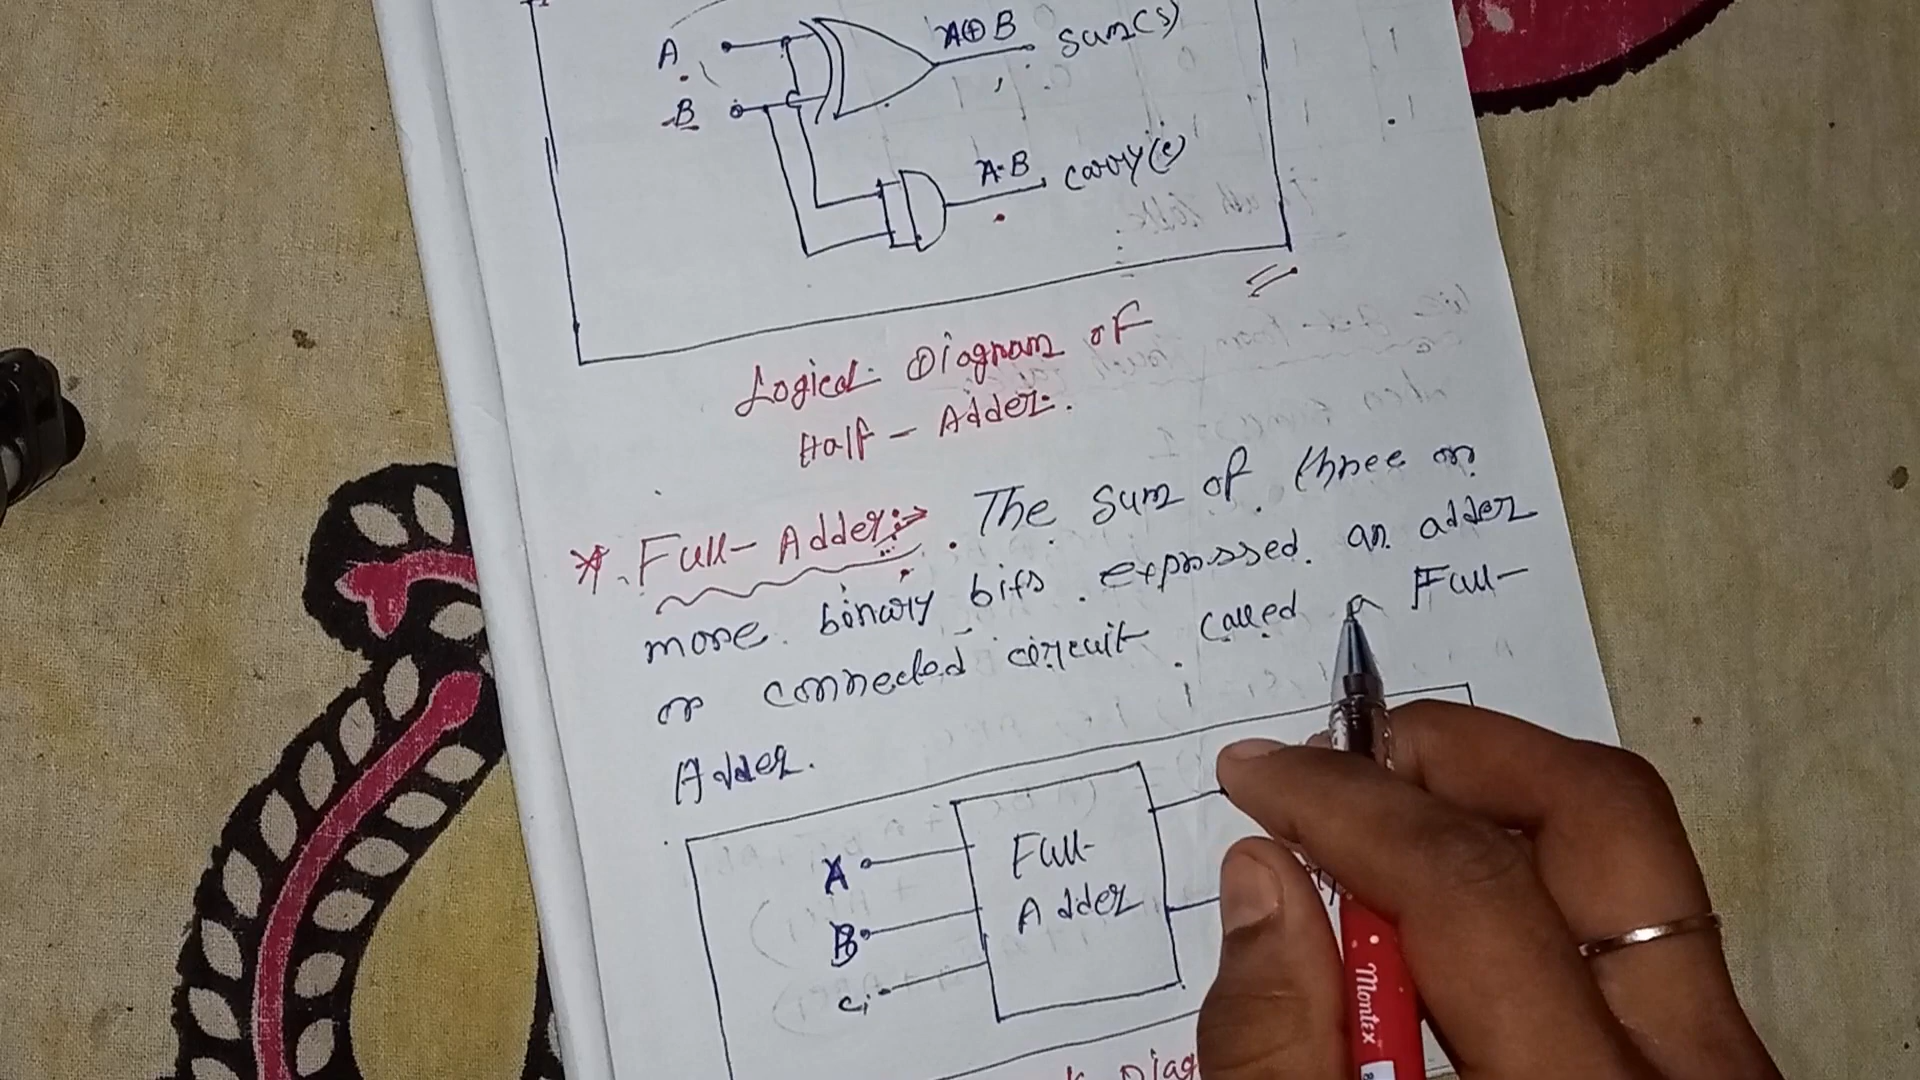 A
A⊕B Sum(s)
B
A·B carry(c)
Logical Diagram of
Half - Adder.
* Full- Adder:→ The Sum of three or
more binary bits expressed an adder
or connected circuit called a Full-
Adder.
A
B
Ci
Full-
Adder
Diag
Montex